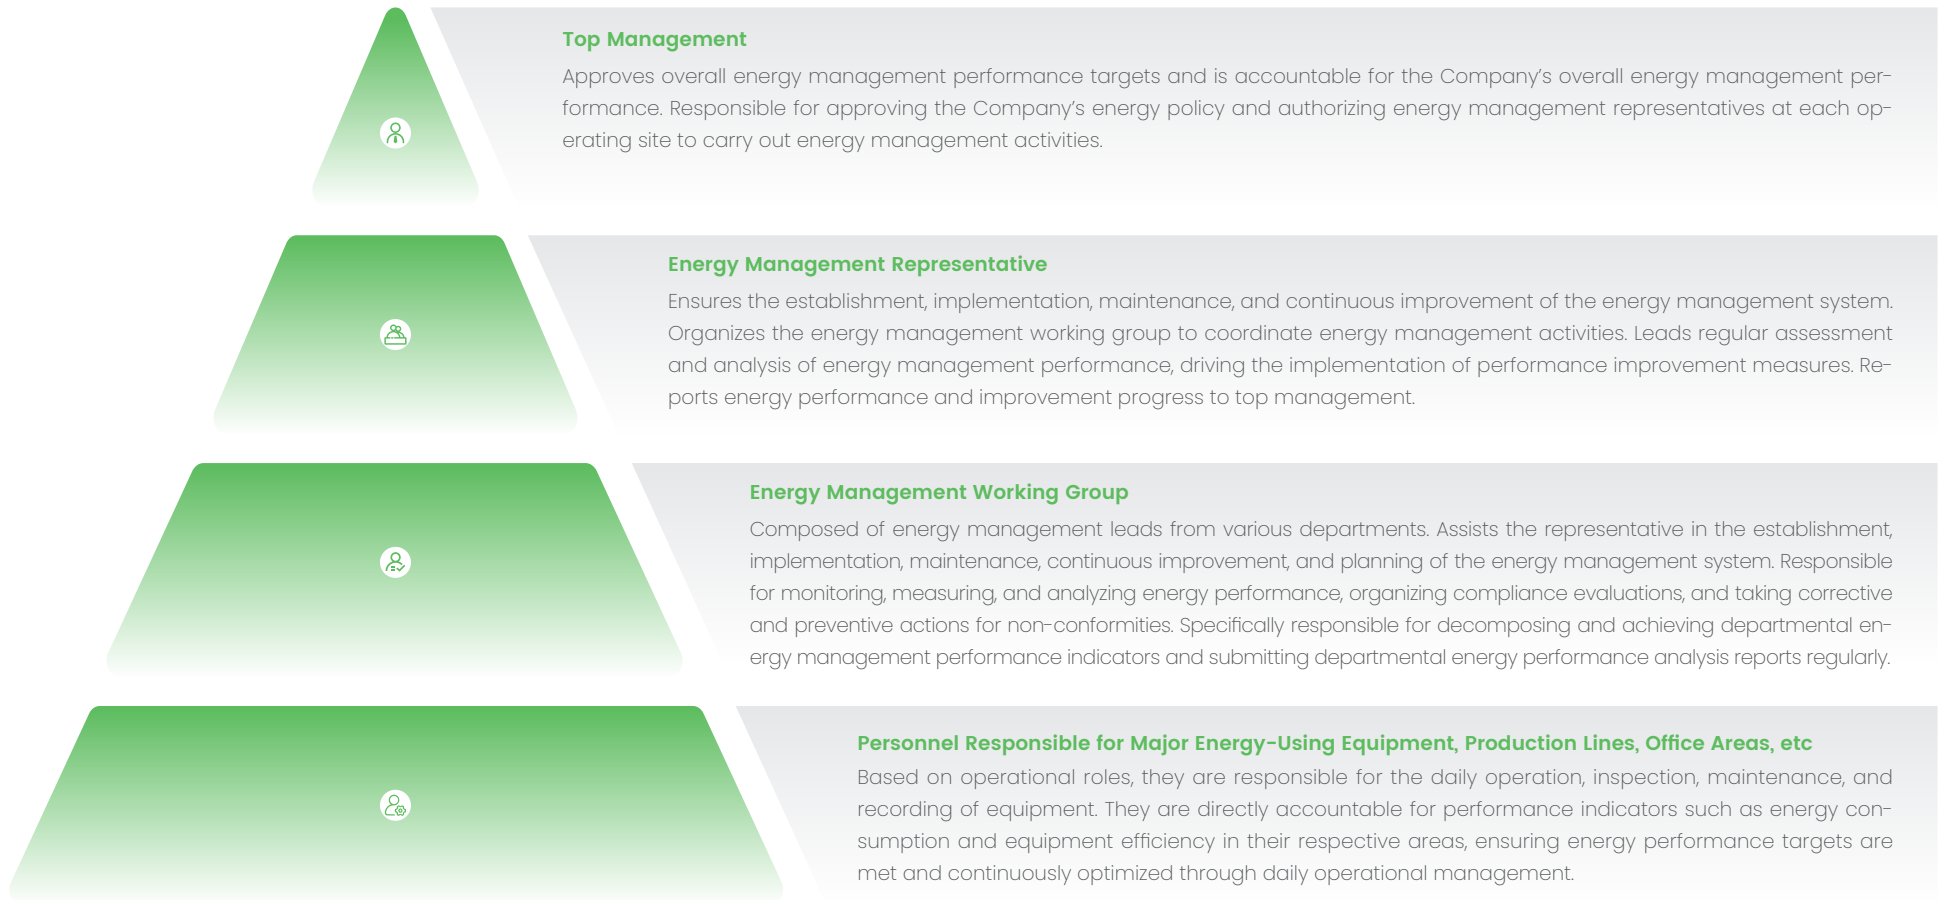 Top Management
Approves overall energy management performance targets and is accountable for the Company’s overall energy management per-
formance. Responsible for approving the Company’s energy policy and authorizing energy management representatives at each op-
erating site to carry out energy management activities.
Energy Management Representative
Ensures the establishment, implementation, maintenance, and continuous improvement of the energy management system.
Organizes the energy management working group to coordinate energy management activities. Leads regular assessment
and analysis of energy management performance, driving the implementation of performance improvement measures. Re-
ports energy performance and improvement progress to top management.
Energy Management Working Group
Composed of energy management leads from various departments. Assists the representative in the establishment,
implementation, maintenance, continuous improvement, and planning of the energy management system. Responsible
for monitoring, measuring, and analyzing energy performance, organizing compliance evaluations, and taking corrective
and preventive actions for non-conformities. Specifically responsible for decomposing and achieving departmental en-
ergy management performance indicators and submitting departmental energy performance analysis reports regularly.
Personnel Responsible for Major Energy-Using Equipment, Production Lines, Office Areas, etc
Based on operational roles, they are responsible for the daily operation, inspection, maintenance, and
recording of equipment. They are directly accountable for performance indicators such as energy con-
sumption and equipment efficiency in their respective areas, ensuring energy performance targets are
met and continuously optimized through daily operational management.